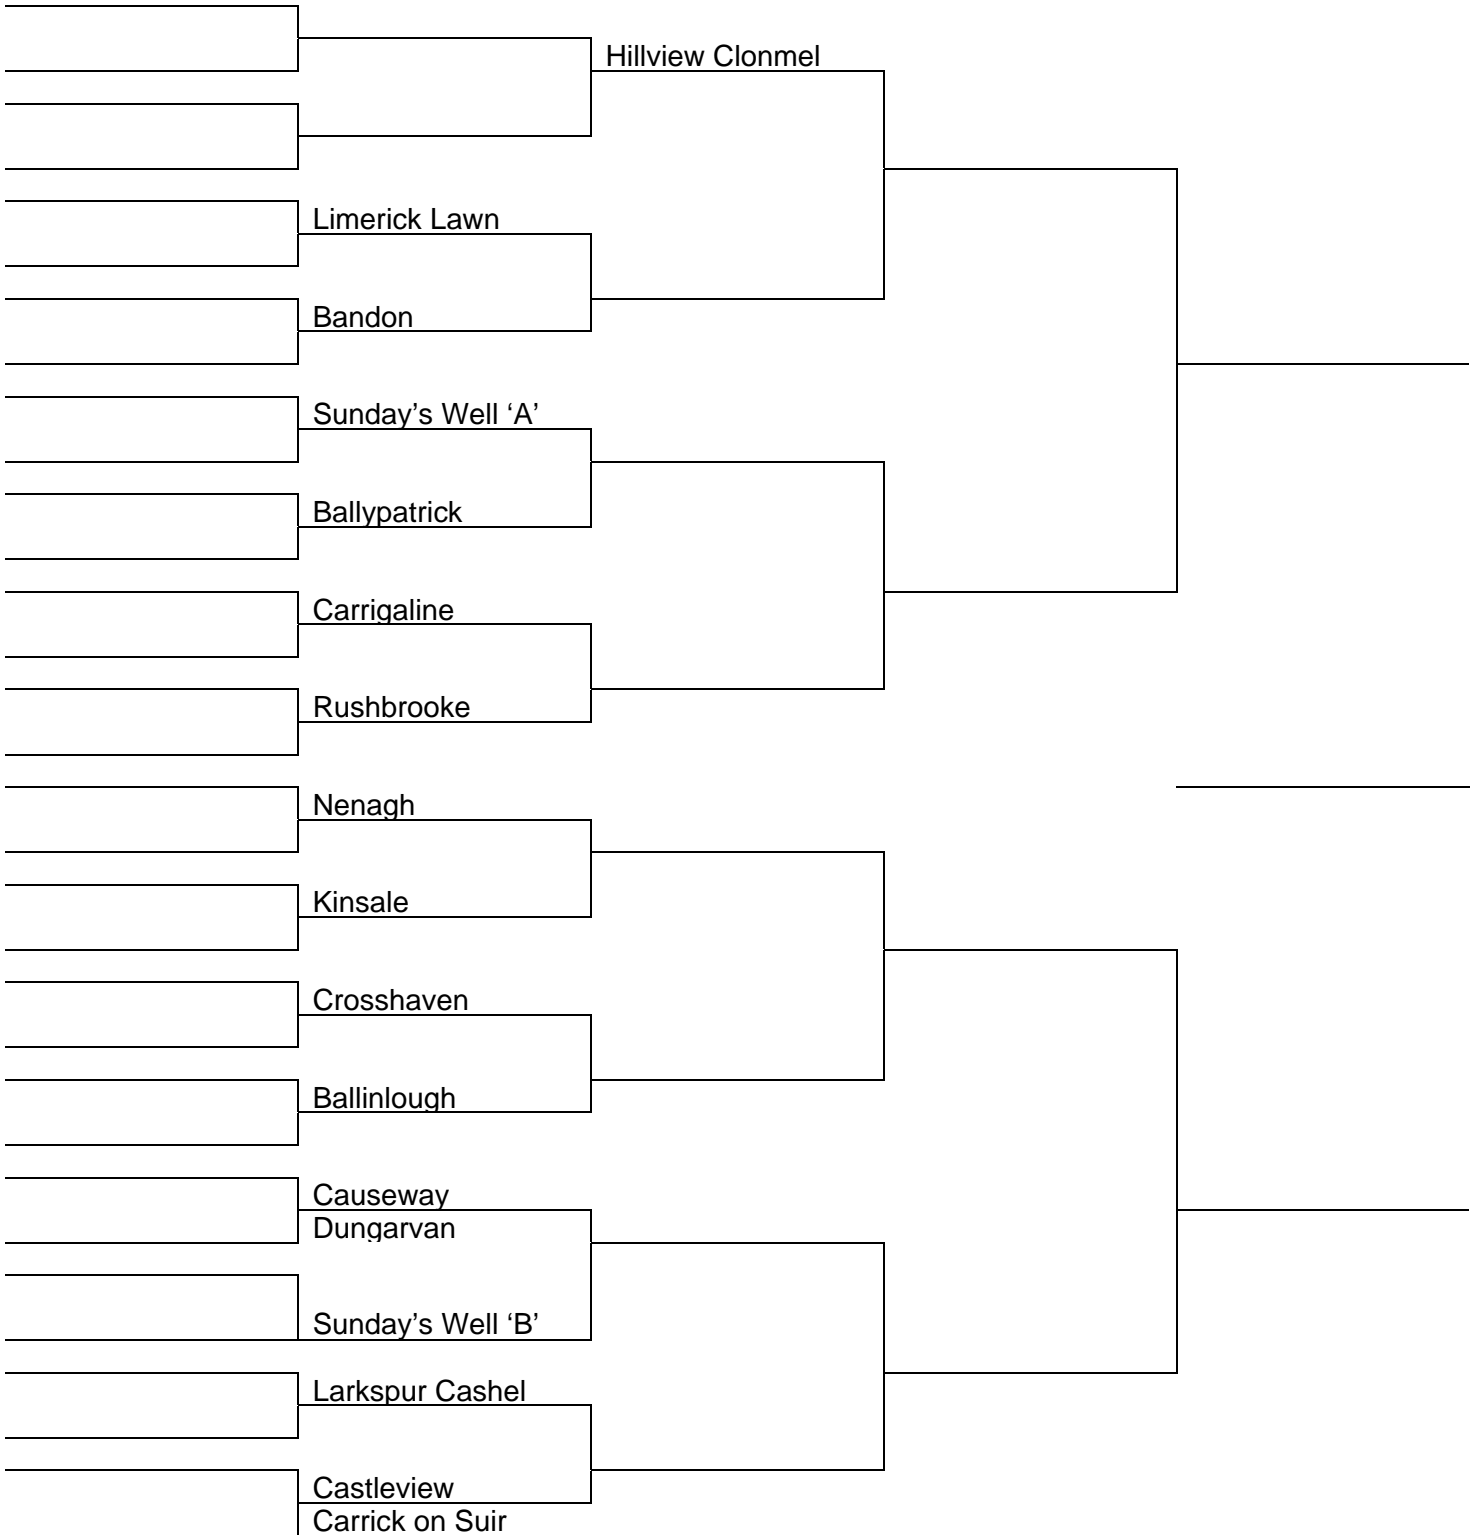 Hillview Clonmel
Limerick Lawn
Bandon
Sunday’s Well ‘A’
Ballypatrick
Carrigaline
Rushbrooke
Nenagh
Kinsale
Crosshaven
Ballinlough
Causeway
Dungarvan
Sunday’s Well ‘B’
Larkspur Cashel
Castleview
Carrick on Suir